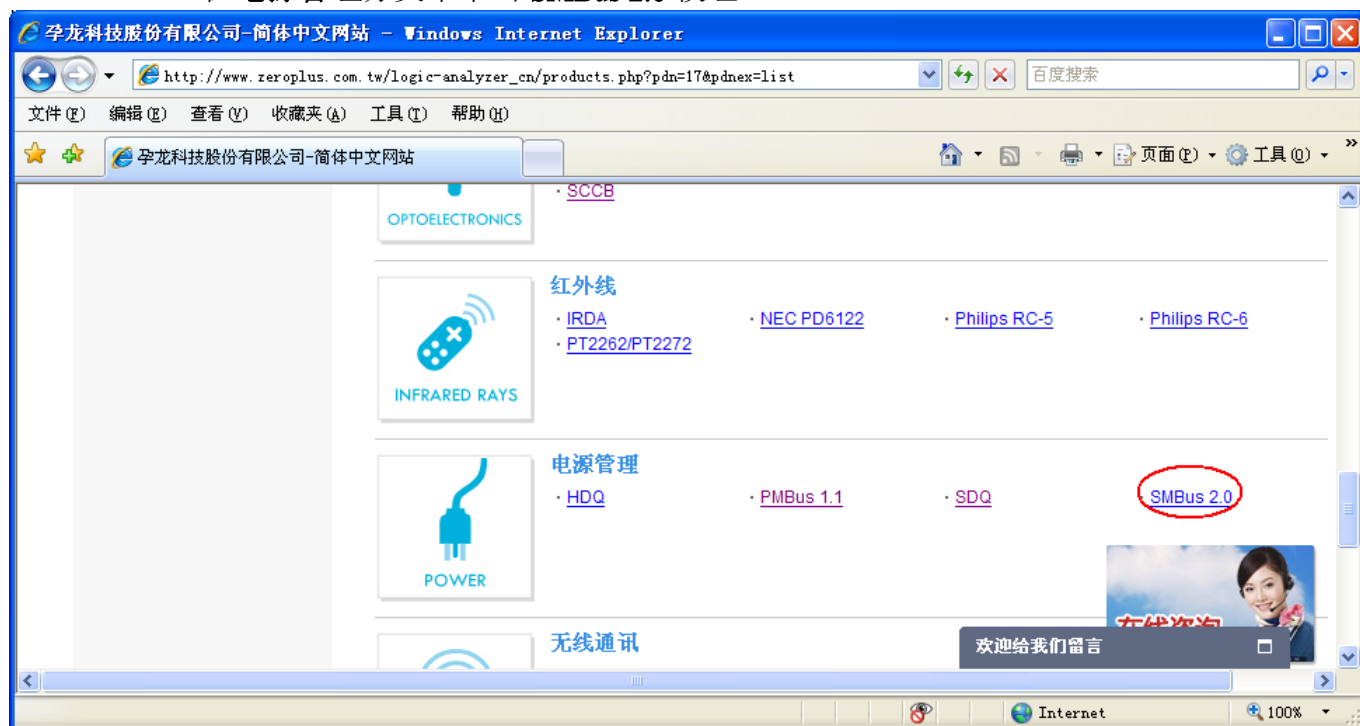 孕龙科技股份有限公司-简体中文网站 - Windows Internet Explorer
http://www.zeroplus.com.tw/logic-analyzer_cn/products.php?pdn=17&pdnex=list
百度搜索
文件(F) 编辑(E) 查看(V) 收藏夹(A) 工具(T) 帮助(H)
孕龙科技股份有限公司-简体中文网站
页面(P) 工具(O) »
· SCCB
OPTOELECTRONICS
红外线
· IRDA · NEC PD6122 · Philips RC-5 · Philips RC-6
· PT2262/PT2272
INFRARED RAYS
电源管理
· HDQ · PMBus 1.1 · SDQ · SMBus 2.0
POWER
在线咨询
无线通讯
欢迎给我们留言
Internet 100%